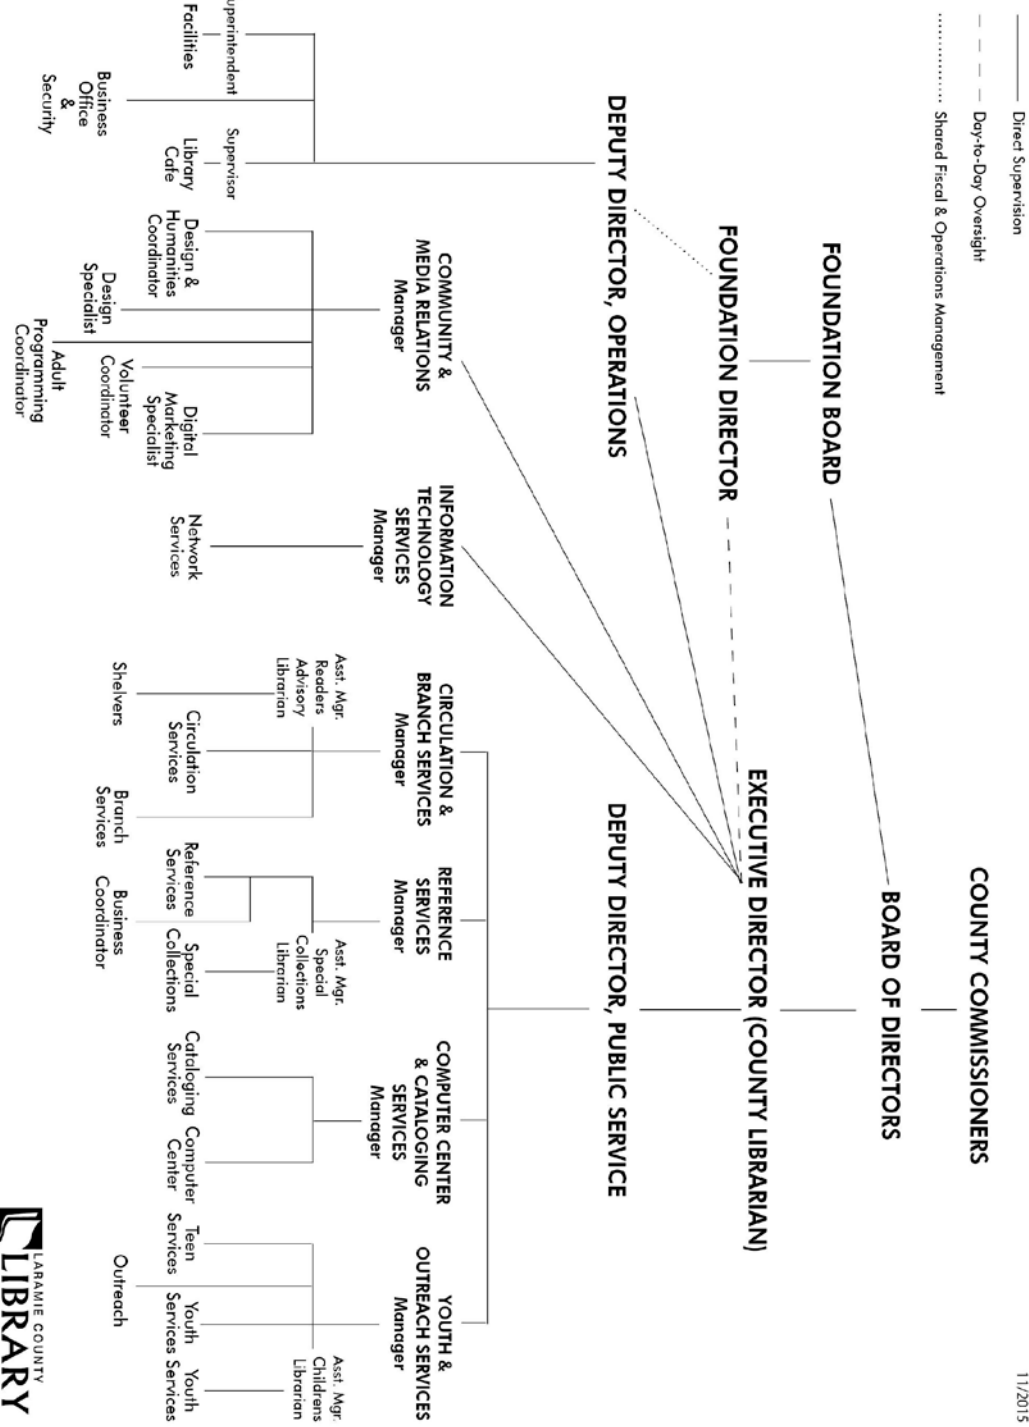 11/2015
Direct Supervision
Day-to-Day Oversight
Shared Fiscal & Operations Management
COUNTY COMMISSIONERS
BOARD OF DIRECTORS
FOUNDATION BOARD
EXECUTIVE DIRECTOR (COUNTY LIBRARIAN)
FOUNDATION DIRECTOR
DEPUTY DIRECTOR, OPERATIONS
DEPUTY DIRECTOR, PUBLIC SERVICE
COMMUNITY &
MEDIA RELATIONS
Manager
INFORMATION
TECHNOLOGY
SERVICES
Manager
CIRCULATION &
BRANCH SERVICES
Manager
REFERENCE
SERVICES
Manager
COMPUTER CENTER
& CATALOGING
SERVICES
Manager
YOUTH &
OUTREACH SERVICES
Manager
uperintendent
Facilities
Business
Office
&
Security
Supervisor
Library
Cafe
Design &
Humanities
Coordinator
Design
Specialist
Adult
Programming
Coordinator
Volunteer
Coordinator
Digital
Marketing
Specialist
Network
Services
Asst. Mgr.
Readers
Advisory
Librarian
Shelvers
Circulation
Services
Branch
Services
Reference
Services
Business
Coordinator
Asst. Mgr.
Special
Collections
Librarian
Special
Collections
Cataloging
Services
Computer
Center
Teen
Services
Outreach
Youth
Services
Asst. Mgr.
Childrens
Librarian
Youth
Services
LARAMIE COUNTY
LIBRARY